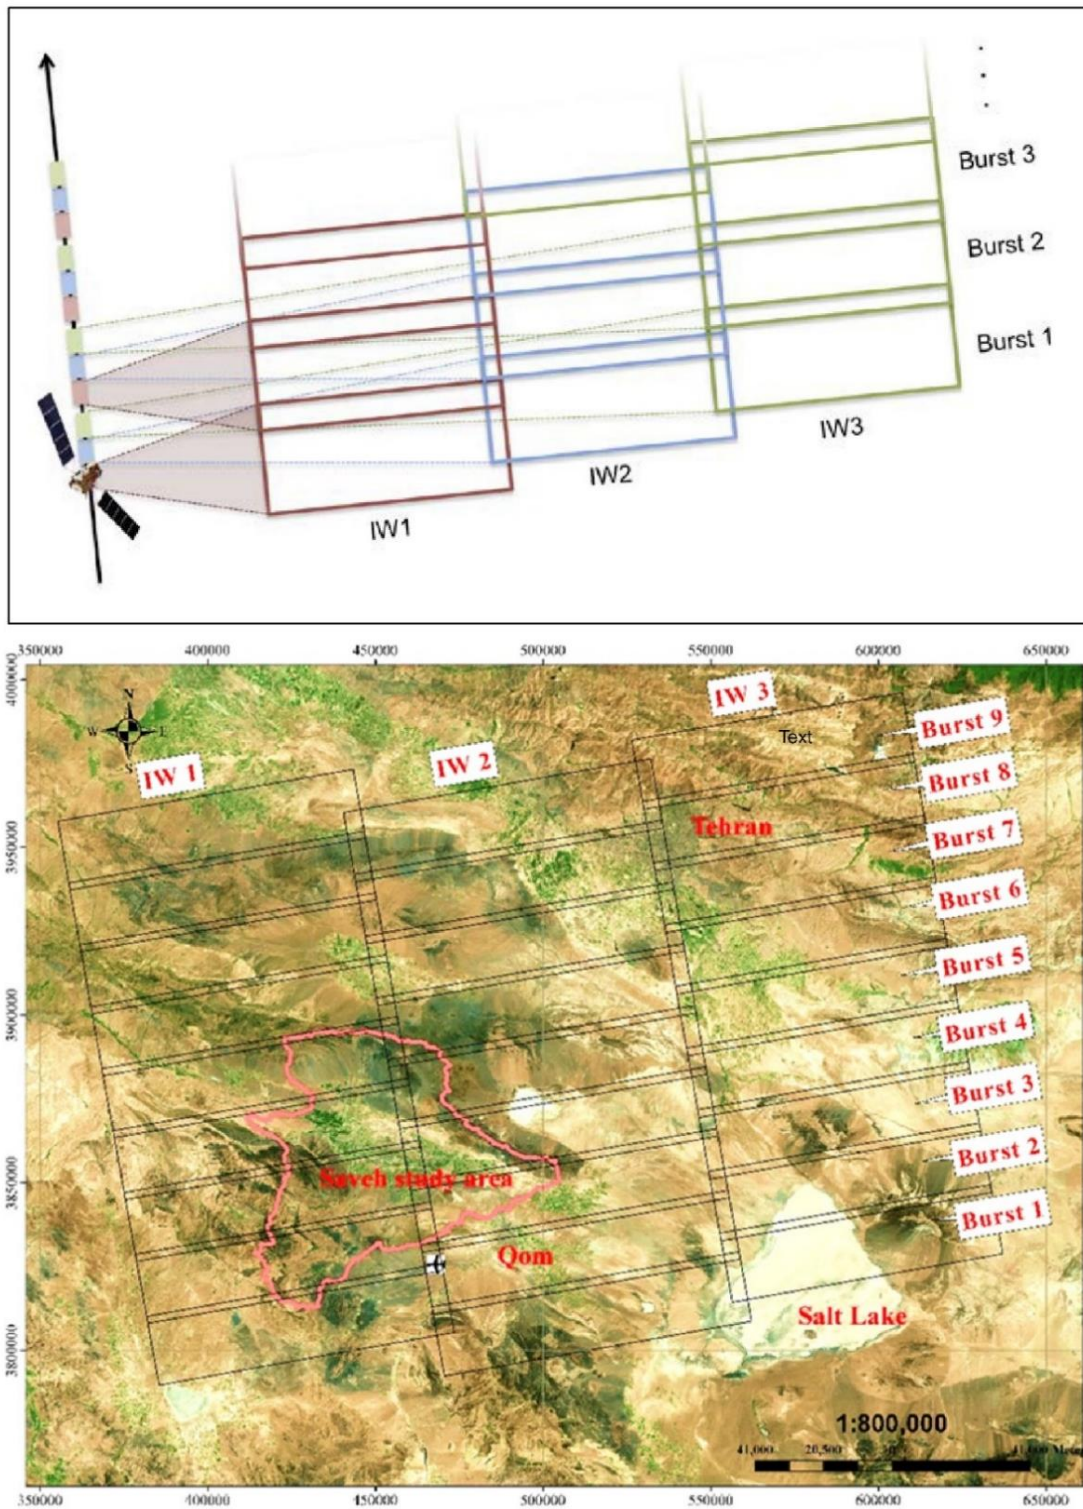 Burst 3
Burst 2
Burst 1
IW3
IW2
IW1
350000 400000 450000 500000 550000 600000 650000
4000000
3950000
3900000
3850000
3800000
N
W
S
IW 1
IW 2
IW 3
Text
Burst 9
Burst 8
Burst 7
Burst 6
Burst 5
Burst 4
Burst 3
Burst 2
Burst 1
Tehran
Saveh study area
Qom
Salt Lake
1:800,000
41,000 20,500
350000 400000 450000 500000 550000 600000 650000